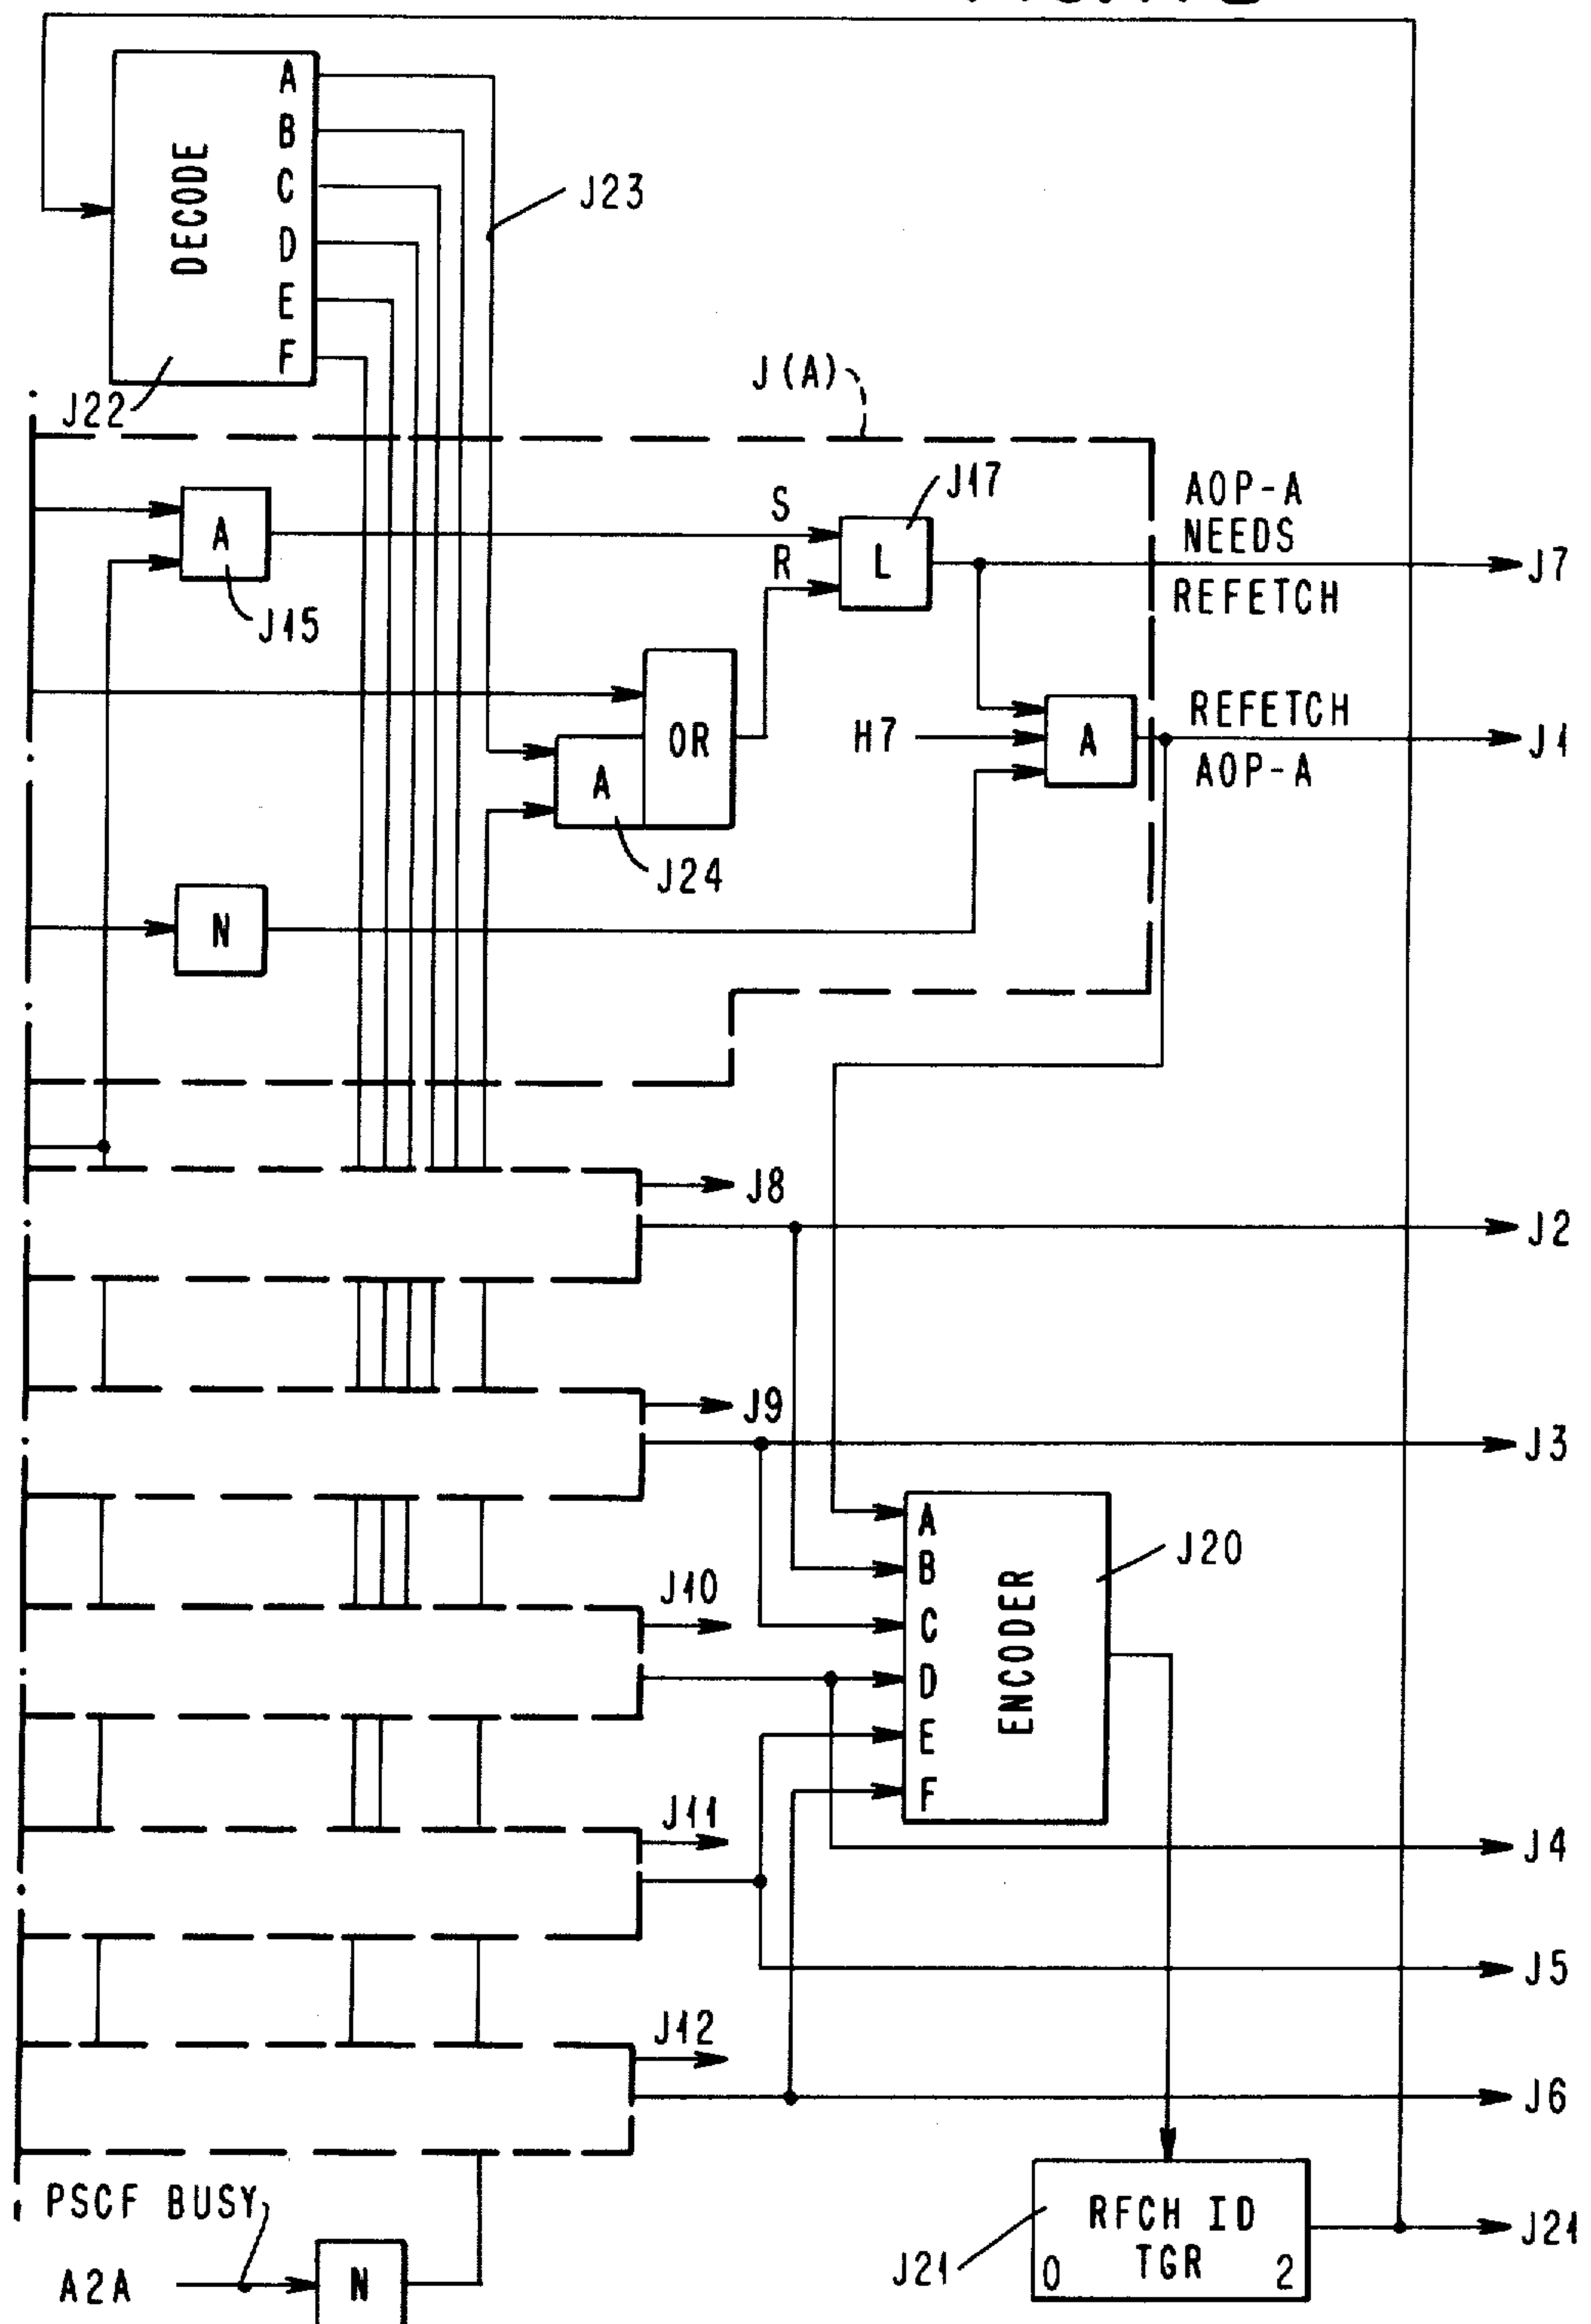 A
B
C
D
E
F
DECODE
J23
J22
J(A)
A
J15
S
R
J17
L
AOP-A
NEEDS
REFETCH
J7
OR
A
J24
H7
A
REFETCH
AOP-A
J1
N
J8
J2
J9
J3
A
B
C
D
E
F
ENCODER
J20
J10
J4
J11
J5
J12
J6
PSCF BUSY
A2A
N
J21
RFCH ID
TGR
0 2
J21